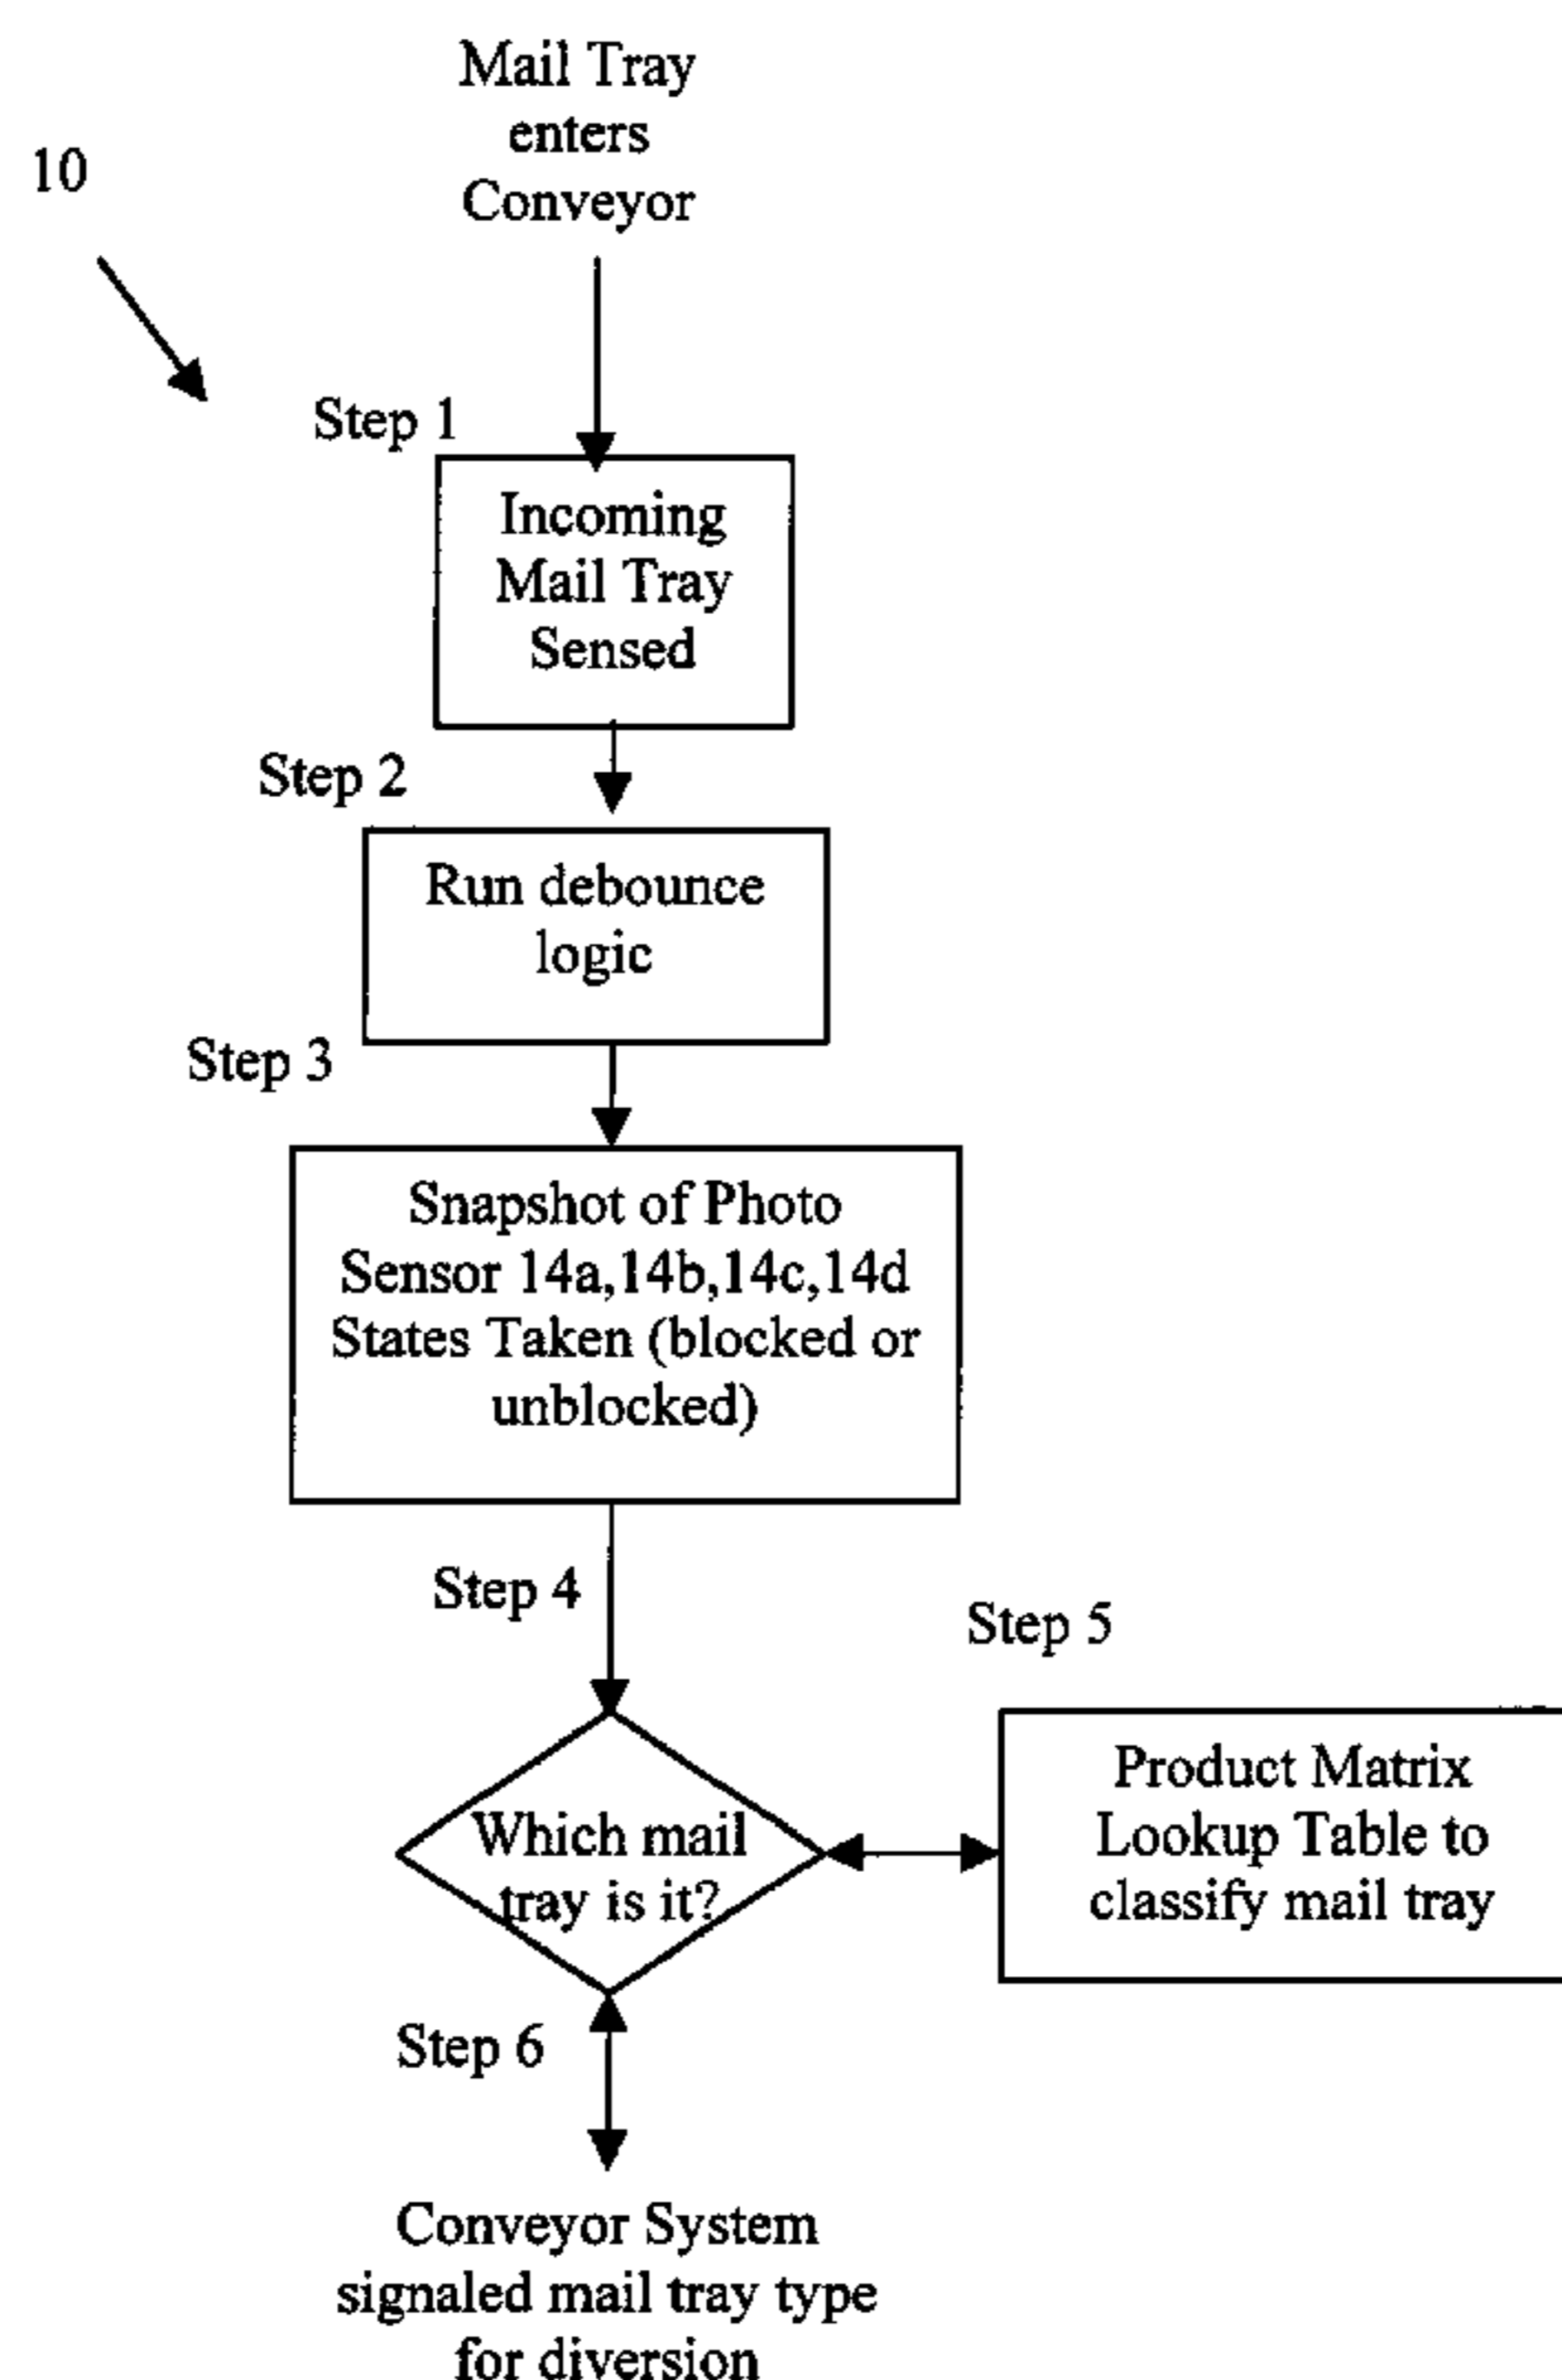 Mail Tray
enters
Conveyor
10
Step 1
Incoming
Mail Tray
Sensed
Step 2
Run debounce
logic
Step 3
Snapshot of Photo
Sensor 14a,14b,14c,14d
States Taken (blocked or
unblocked)
Step 4
Step 5
Which mail
tray is it?
Product Matrix
Lookup Table to
classify mail tray
Step 6
Conveyor System
signaled mail tray type
for diversion